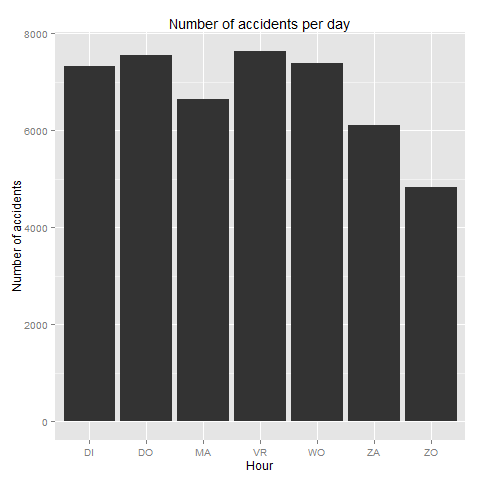 Number of accidents per day
Number of accidents
8000
6000
4000
2000
0
DI DO MA VR WO ZA ZO
Hour